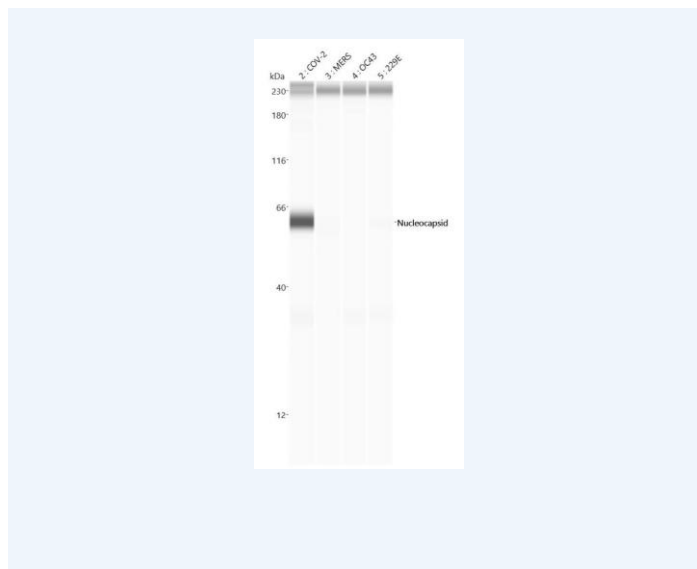 kDa
2 : COV-2
3 : MERS
4 : OC43
5 : 229E
230-
180-
116-
66-
-Nucleocapsid
40-
12-